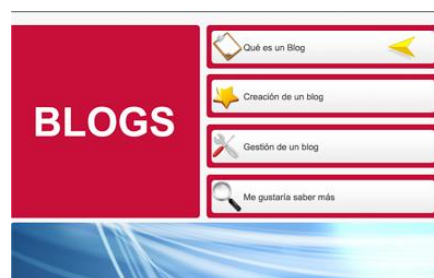 BLOGS
Qué es un Blog
Creación de un blog
Gestión de un blog
Me gustaría saber más